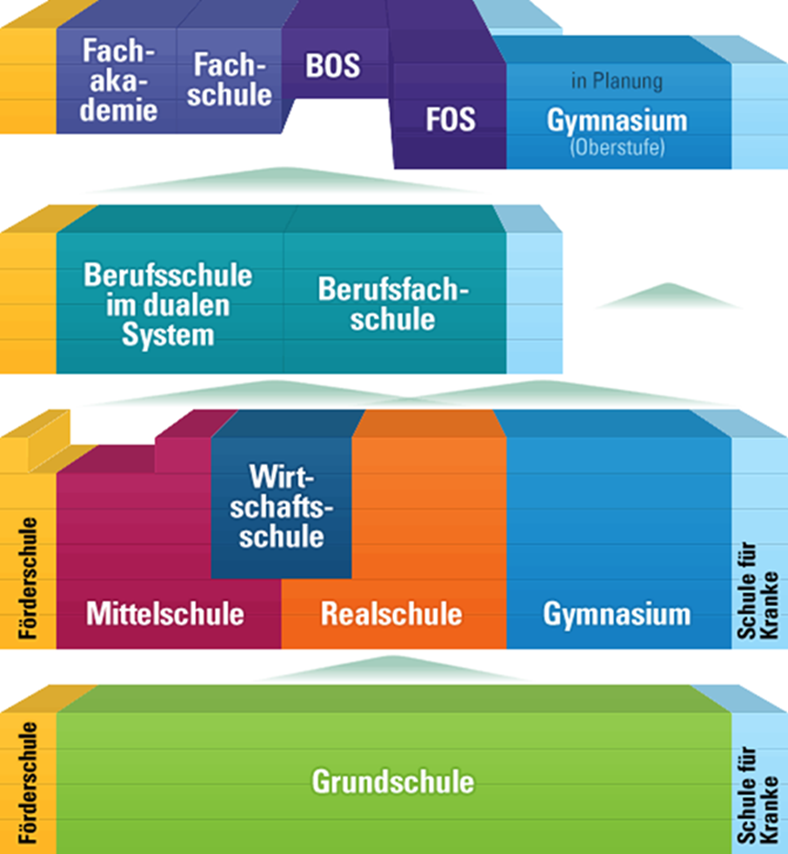 Fach-
aka-
demie
Fach-
schule
BOS
FOS
in Planung
Gymnasium
(Oberstufe)
Berufsschule
im dualen
System
Berufsfach-
schule
Förderschule
Mittelschule
Wirt-
schafts-
schule
Realschule
Gymnasium
Schule für
Kranke
Förderschule
Grundschule
Schule für
Kranke